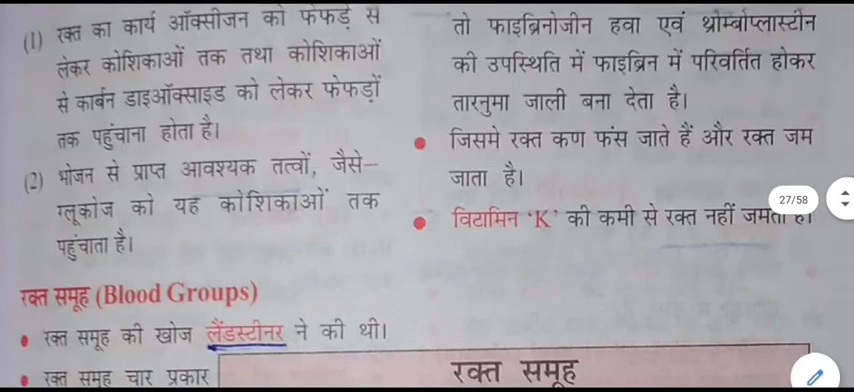 (1) रक्त का कार्य ऑक्सीजन को फेफड़े से
लेकर कोशिकाओं तक तथा कोशिकाओं
से कार्बन डाइऑक्साइड को लेकर फेफड़ों
तक पहुंचाना होता है।
(2) भोजन से प्राप्त आवश्यक तत्वों, जैसे–
ग्लूकोज को यह कोशिकाओं तक
पहुंचाता है।
रक्त समूह (Blood Groups)
• रक्त समूह की खोज लैंडस्टीनर ने की थी।
• रक्त समूह चार प्रकार
तो फाइब्रिनोजीन हवा एवं थ्रोम्बोप्लास्टीन
की उपस्थिति में फाइब्रिन में परिवर्तित होकर
तारनुमा जाली बना देता है।
• जिसमे रक्त कण फंस जाते हैं और रक्त जम
जाता है।
• विटामिन ‘K’ की कमी से रक्त नहीं जमता है।
27/58
रक्त समूह